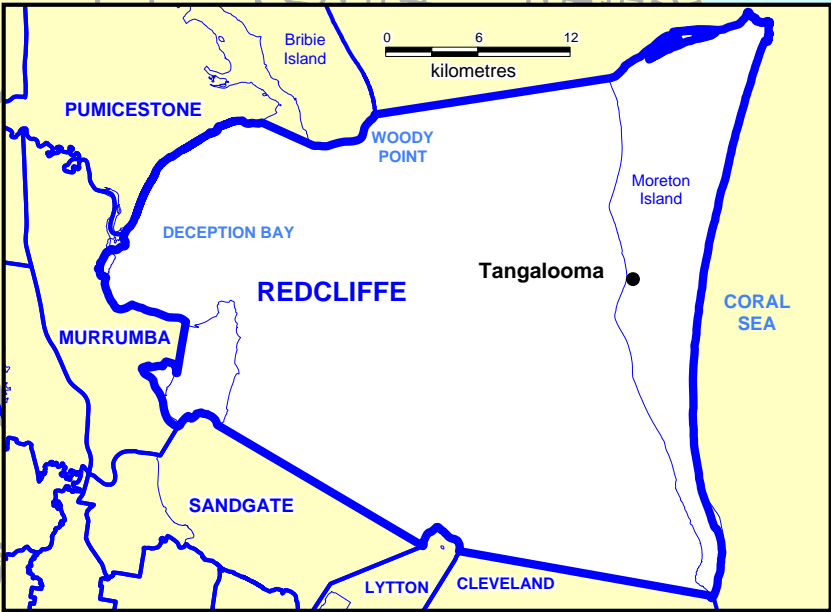 Bribie
Island
0 6 12
kilometres
PUMICESTONE
WOODY
POINT
Moreton
Island
DECEPTION BAY
Tangalooma
REDCLIFFE
CORAL
SEA
MURRUMBA
SANDGATE
LYTTON
CLEVELAND